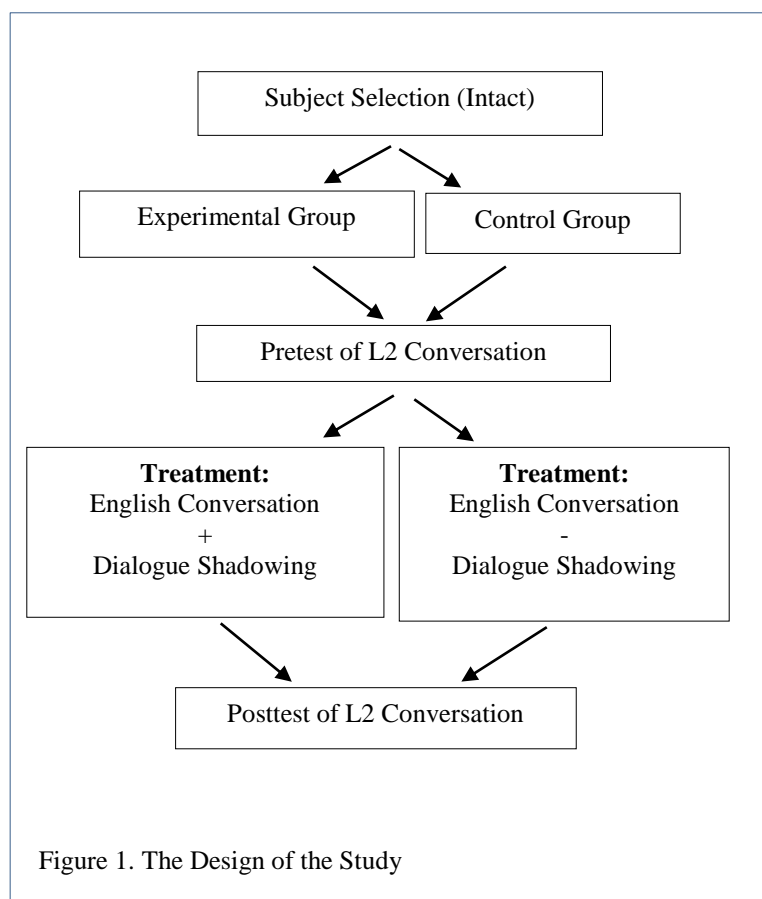 Subject Selection (Intact)
Experimental Group
Control Group
Pretest of L2 Conversation
Treatment:
English Conversation
+
Dialogue Shadowing
Treatment:
English Conversation
-
Dialogue Shadowing
Posttest of L2 Conversation
Figure 1. The Design of the Study